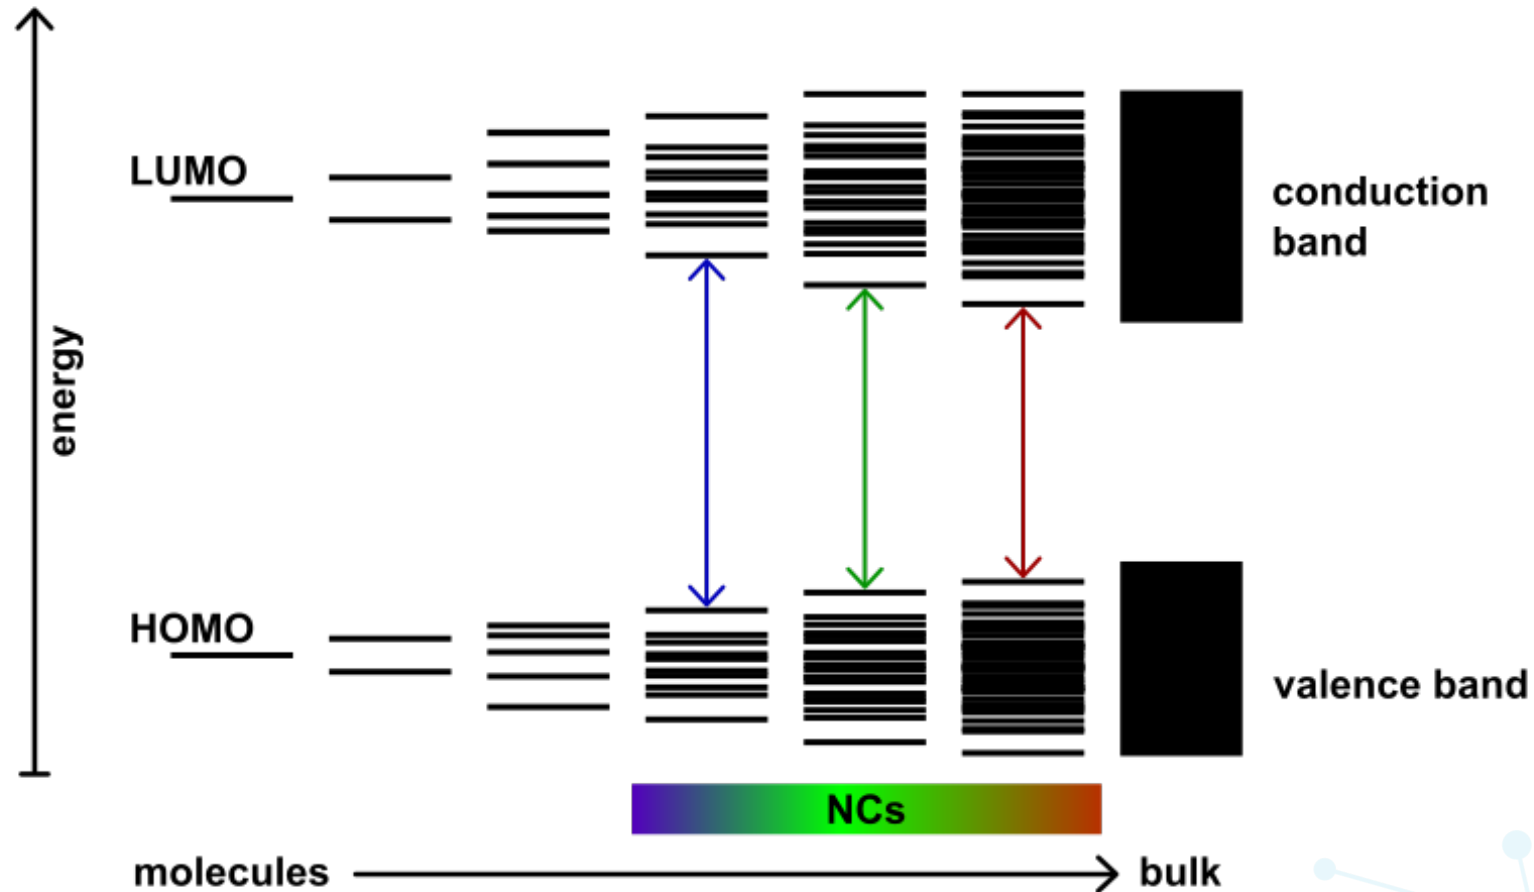 LUMO
conduction
band
energy
HOMO
valence band
NCs
molecules
bulk